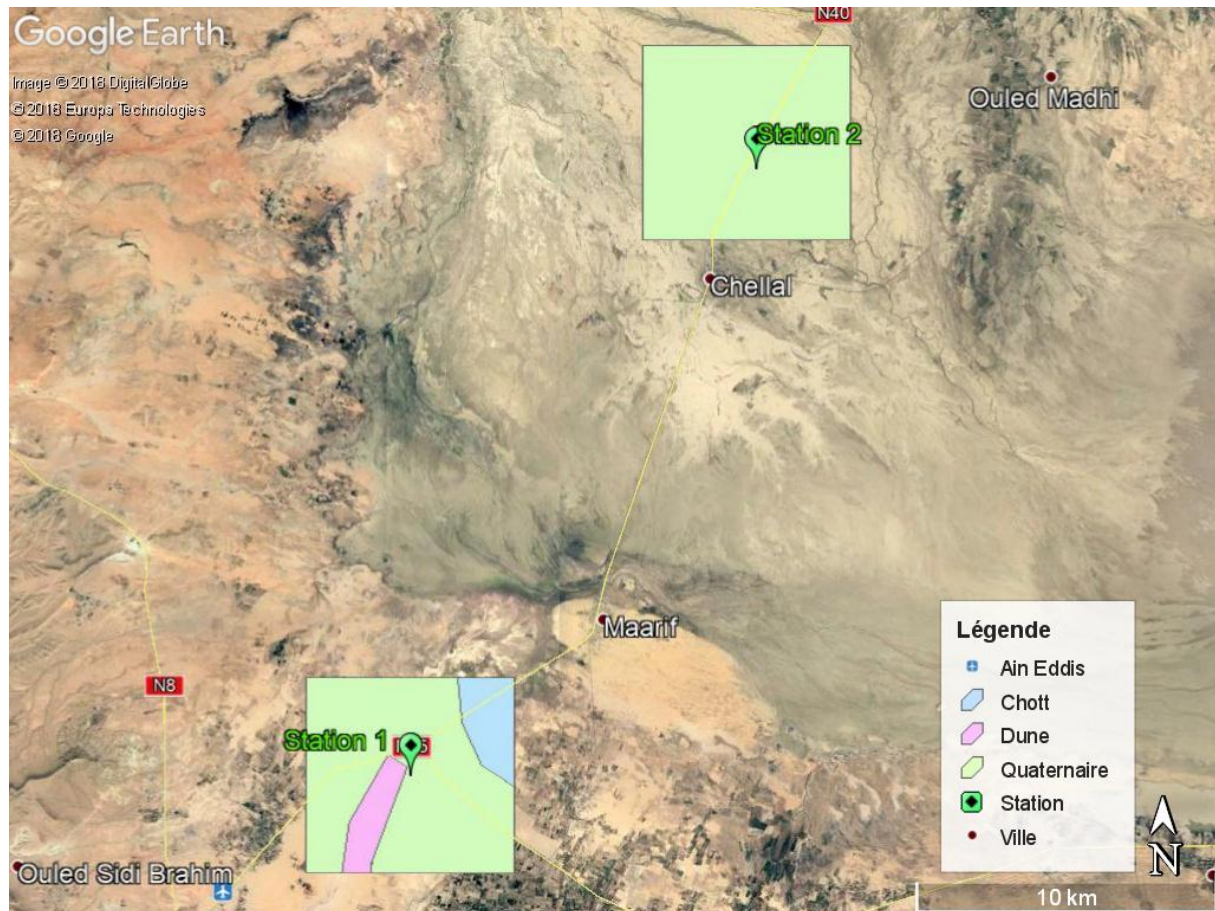 Google Earth
N40
Image © 2018 DigitalGlobe
© 2018 Europa Technologies
© 2018 Google
Ouled Madhi
Station 2
Chellal
Maarif
N8
Station 1
Ouled Sidi Brahim
Légende
Ain Eddis
Chott
Dune
Quaternaire
Station
Ville
N
10 km